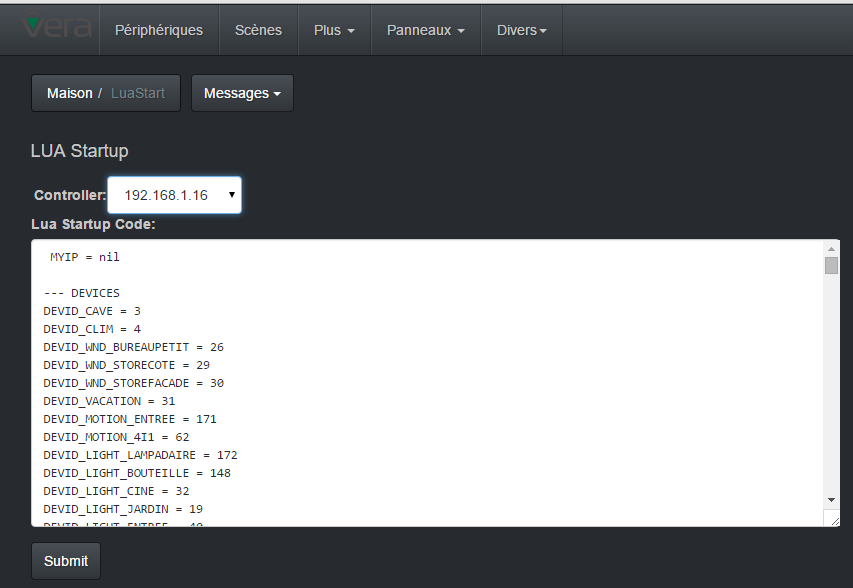 vera Périphériques Scènes Plus Panneaux Divers
Maison / LuaStart Messages
LUA Startup
Controller: 192.168.1.16
Lua Startup Code:
MYIP = nil
--- DEVICES
DEVID_CAVE = 3
DEVID_CLIM = 4
DEVID_WND_BUREAUPETIT = 26
DEVID_WND_STORECOTE = 29
DEVID_WND_STOREFACADE = 30
DEVID_VACATION = 31
DEVID_MOTION_ENTREE = 171
DEVID_MOTION_4I1 = 62
DEVID_LIGHT_LAMPADAIRE = 172
DEVID_LIGHT_BOUTEILLE = 148
DEVID_LIGHT_CINE = 32
DEVID_LIGHT_JARDIN = 19
Submit